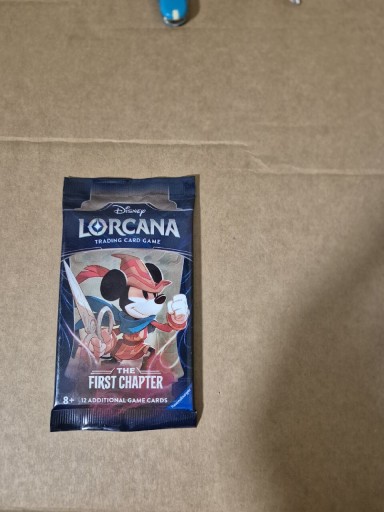 Disney
LORCANA
TRADING CARD GAME
THE
FIRST CHAPTER
8+ 12 ADDITIONAL GAME CARDS
Ravensburger